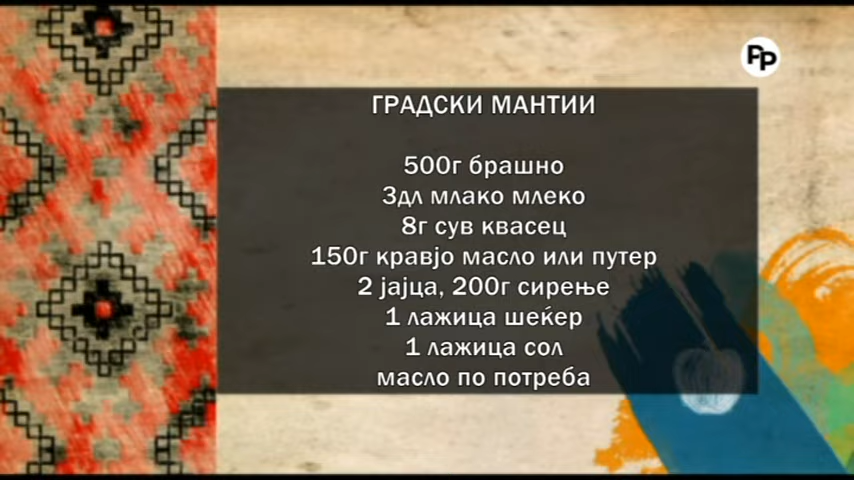 PP
ГРАДСКИ МАНТИИ
500г брашно
3дл млако млеко
8г сув квасец
150г кравјо масло или путер
2 јајца, 200г сирење
1 лажица шеќер
1 лажица сол
масло по потреба